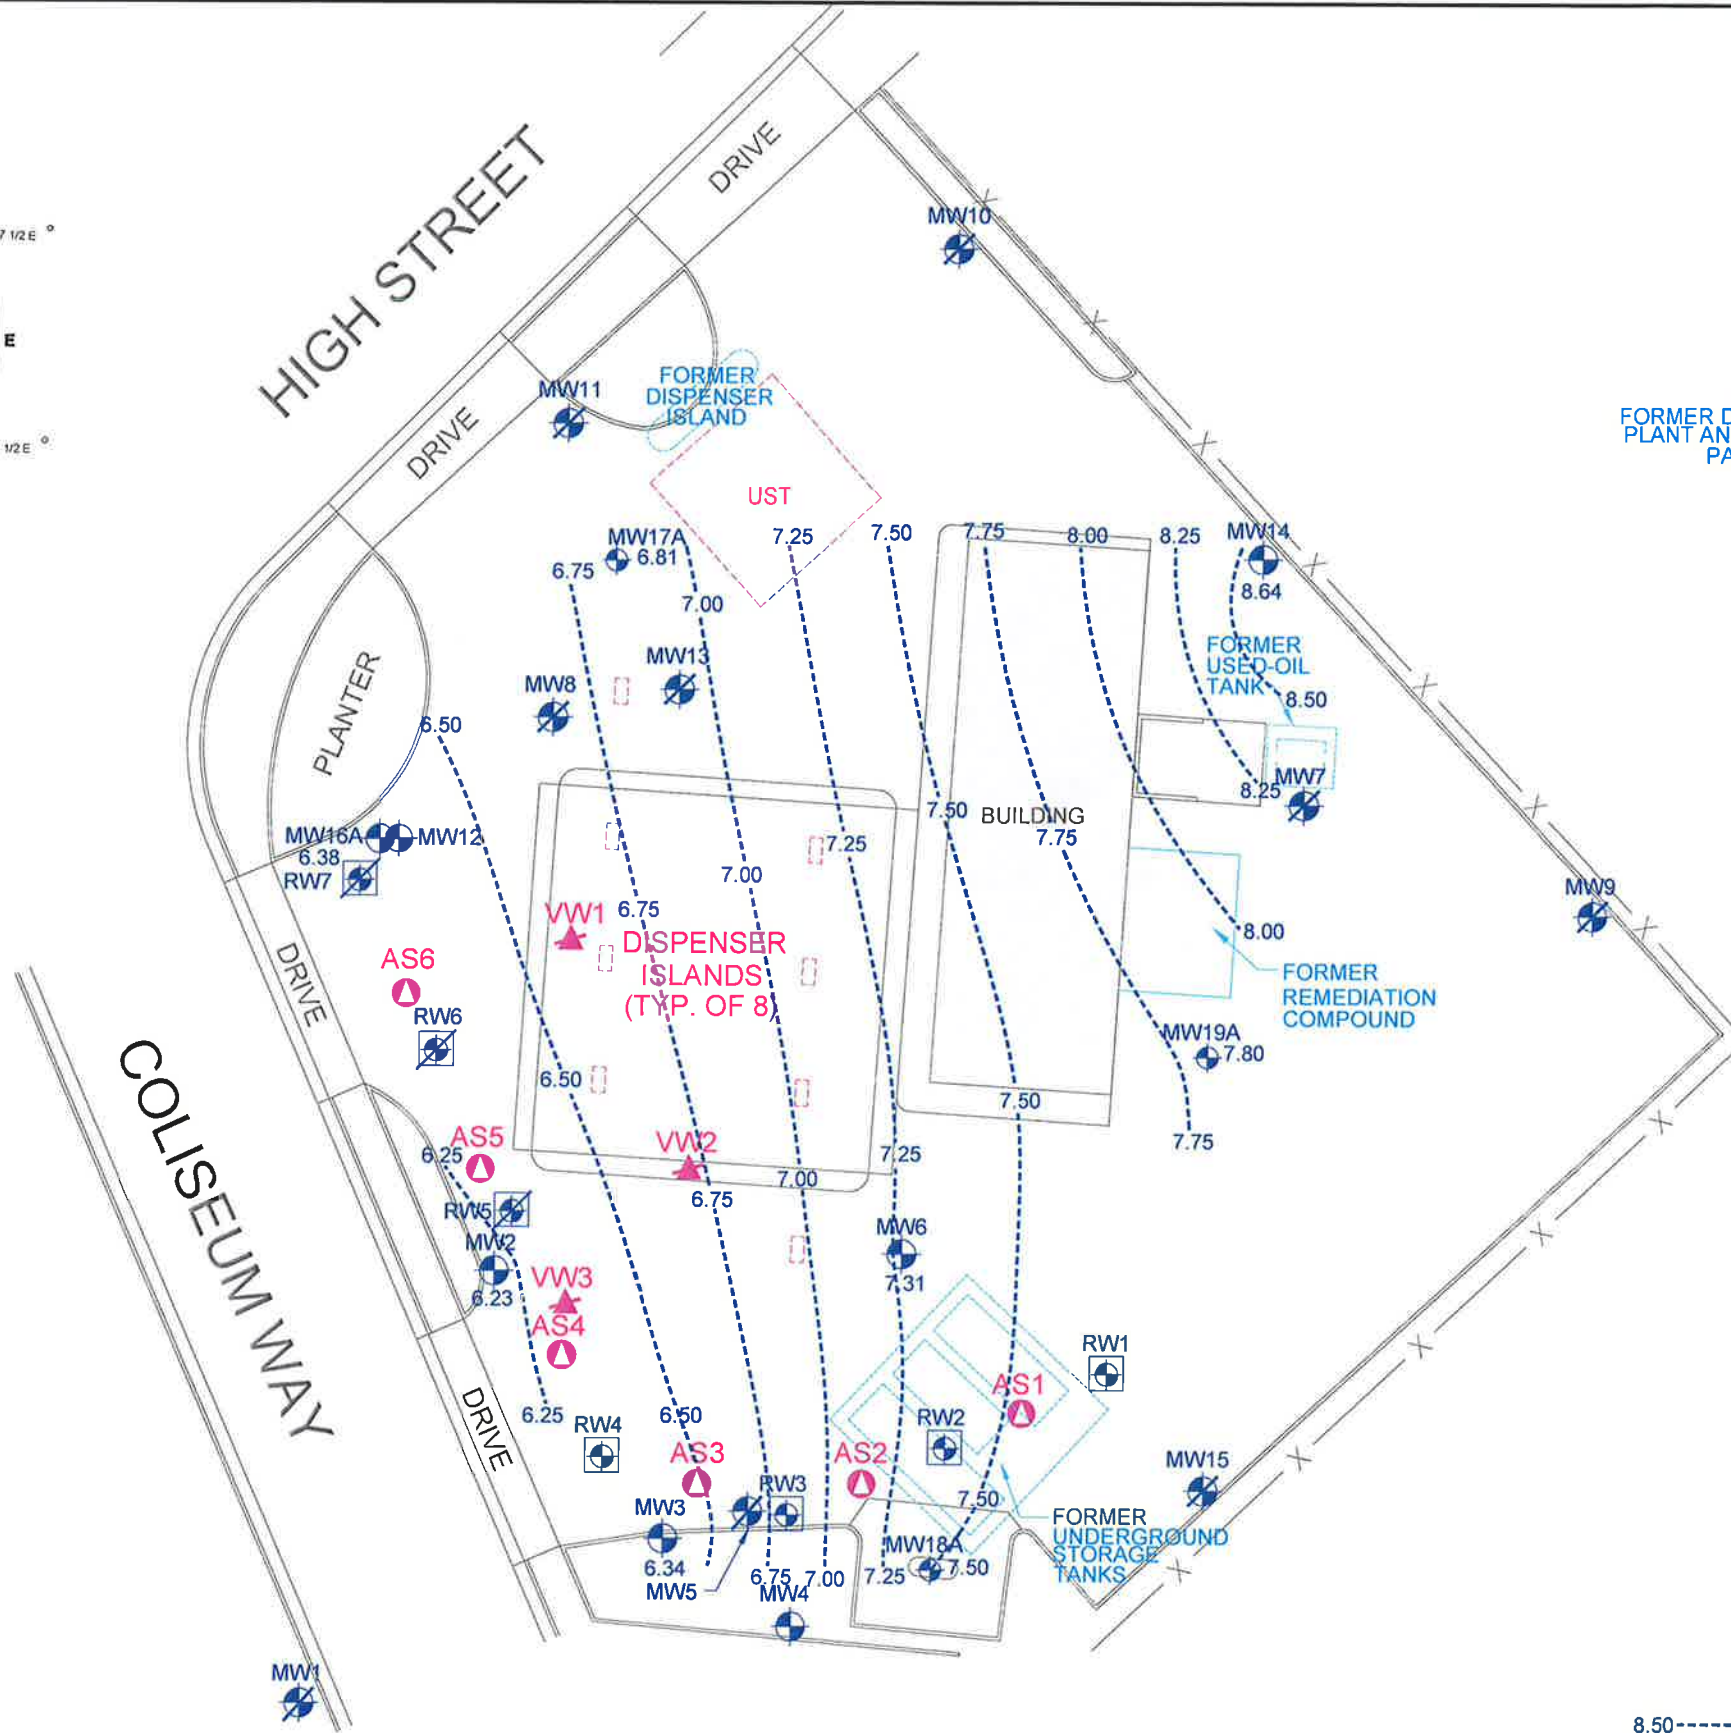 7 1/2 E °
E
1/2 E °
HIGH STREET
DRIVE
MW10
FORMER
DISPENSER
ISLAND
MW11
DRIVE
FORMER D
PLANT AN
PA
UST
MW17A
6.81
6.75
7.00
7.25
7.50
7.75
8.00
8.25
MW14
8.64
MW13
MW8
FORMER
USED-OIL
TANK
8.50
PLANTER
6.50
MW7
8.25
BUILDING
7.50
7.75
7.25
7.00
6.75
MW16A
MW12
6.38
RW7
MW9
VW1
DISPENSER
ISLANDS
(TYP. OF 8)
8.00
FORMER
REMEDIATION
COMPOUND
AS6
DRIVE
RW6
MW19A
7.80
6.50
7.50
7.75
COLISEUM WAY
AS5
6.25
VW2
7.25
7.00
6.75
RW5
MW2
6.23
MW6
7.31
VW3
AS4
RW1
AS1
RW2
6.25
6.50
RW4
DRIVE
AS3
AS2
MW15
RW3
7.50
MW3
6.34
MW5
MW18A
7.50
FORMER
UNDERGROUND
STORAGE
TANKS
6.75
7.00
7.25
MW4
MW1
8.50